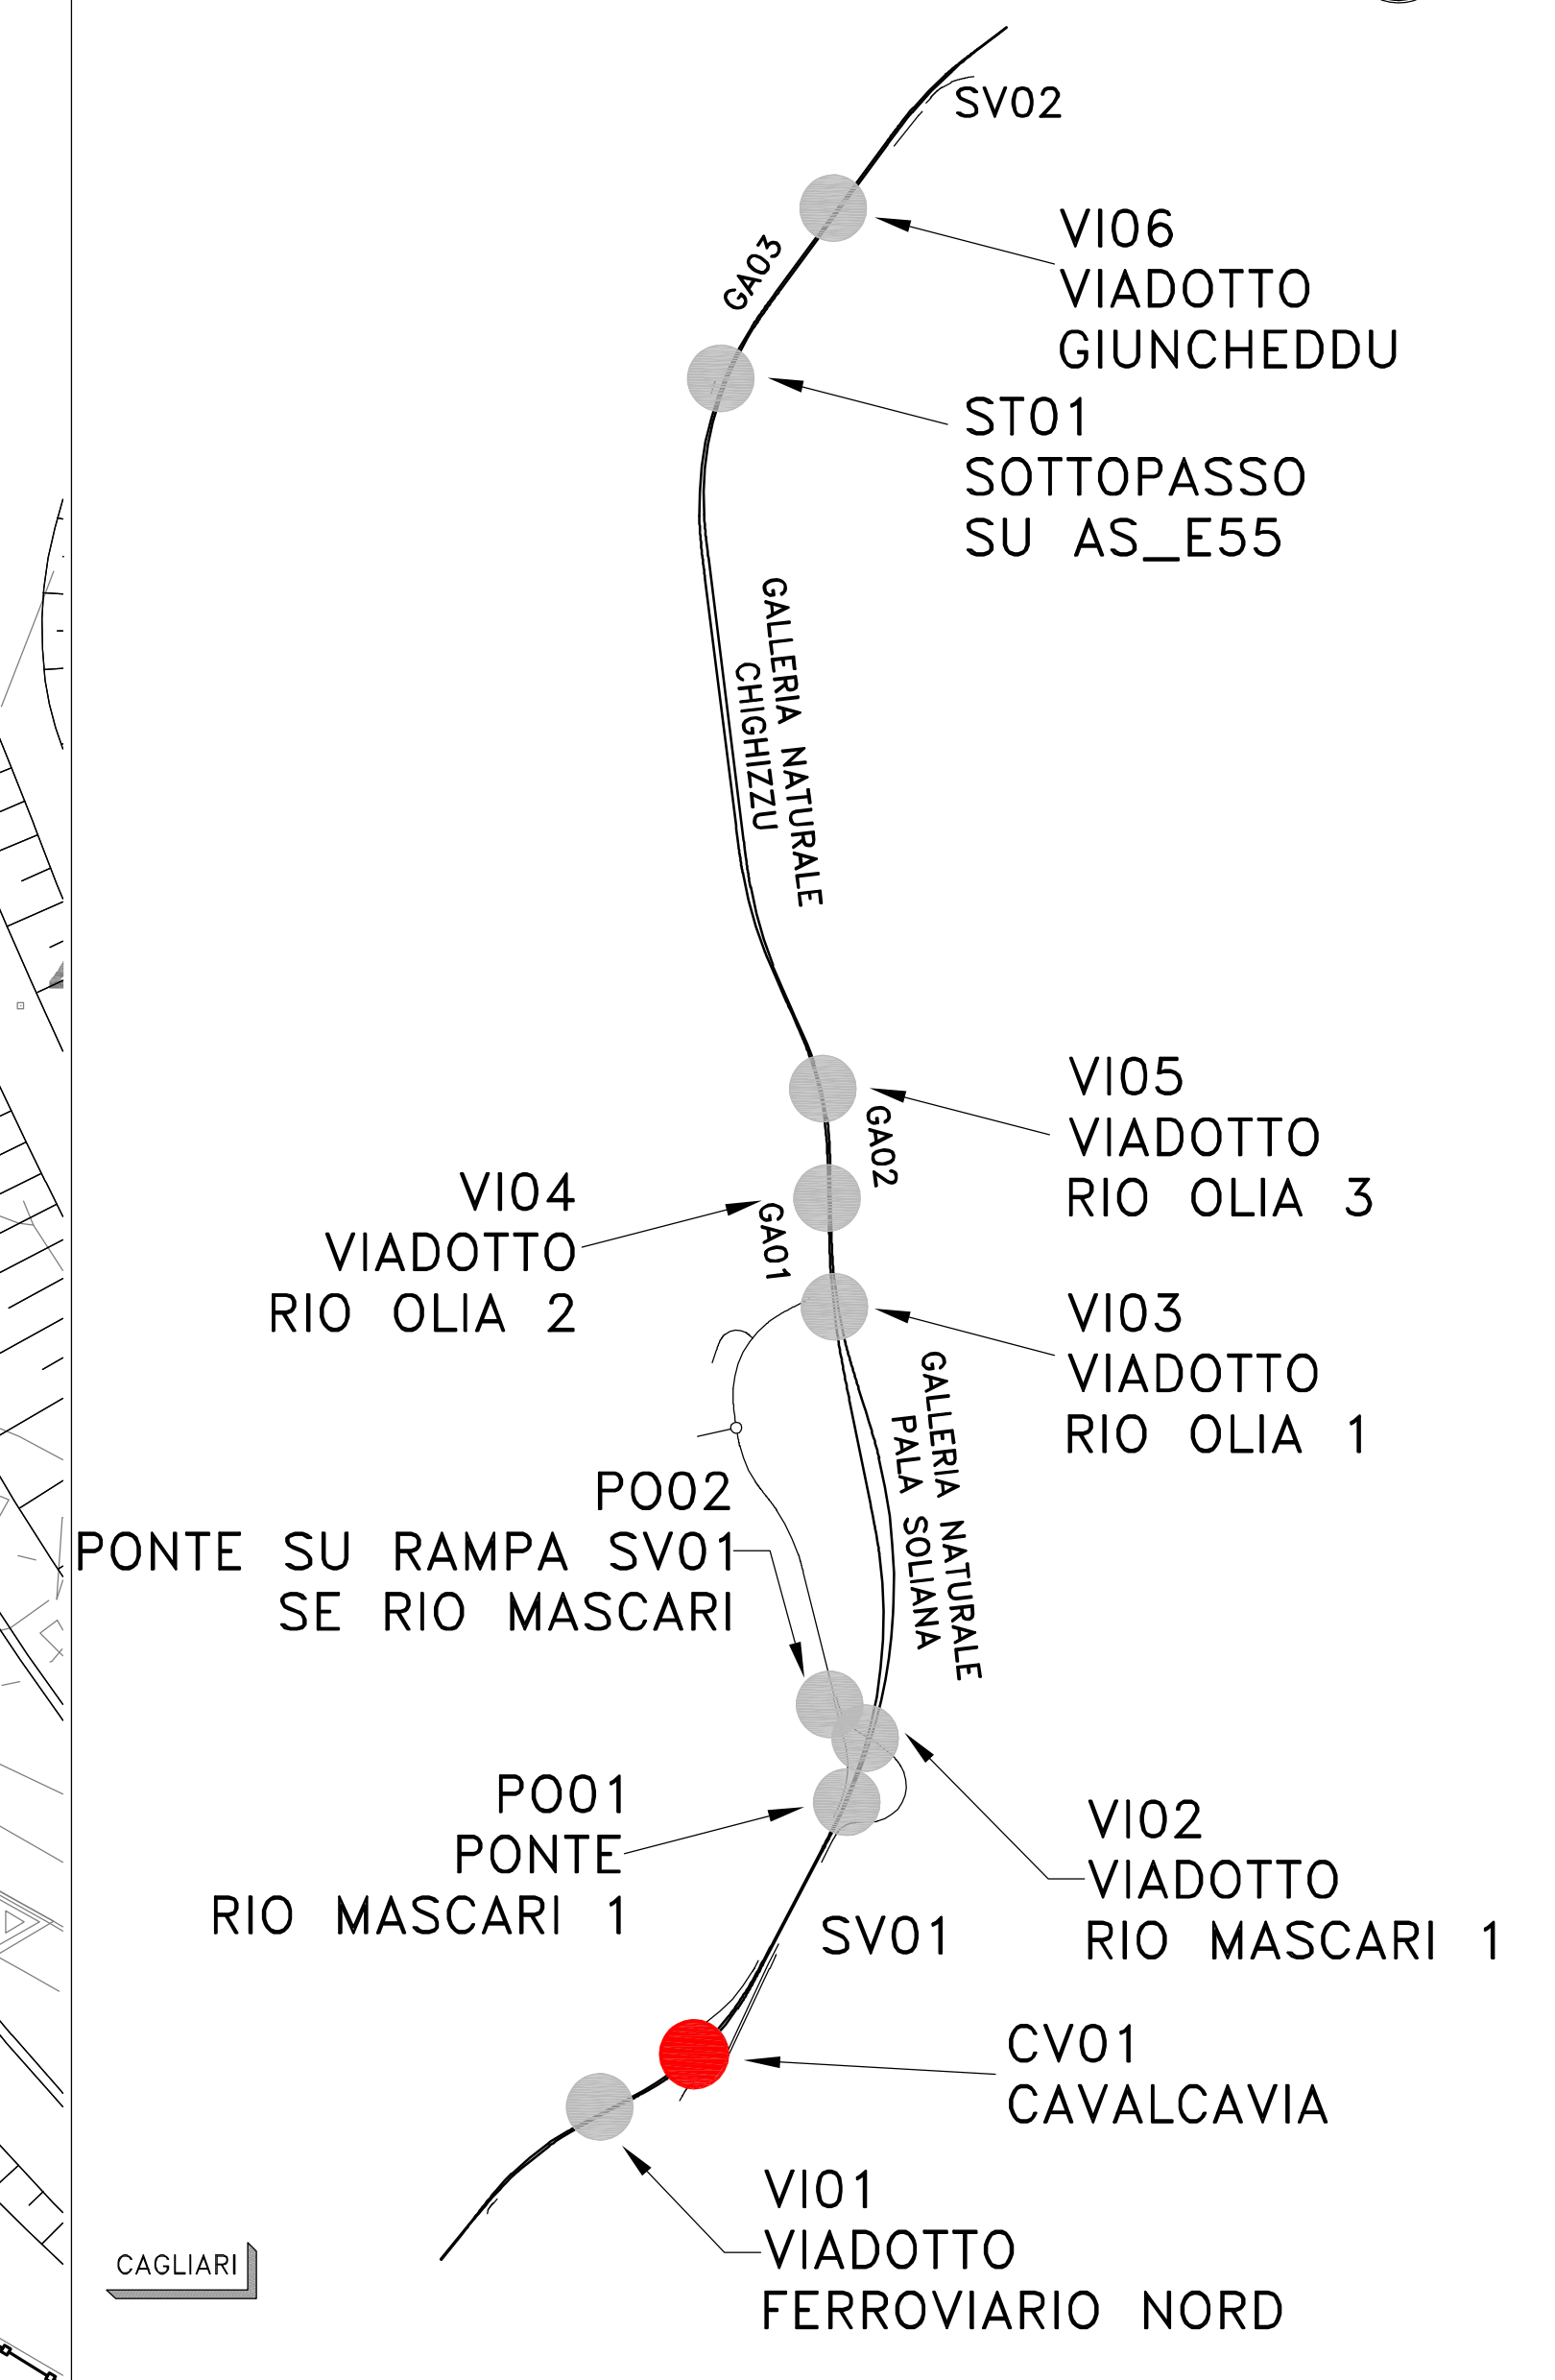 SV02
VI06
VIADOTTO
GIUNCHEDDU
GA03
ST01
SOTTOPASSO
SU AS_E55
GALLERIA NATURALE
CHIGHIZZU
VI05
VIADOTTO
RIO OLIA 3
GA02
VI04
VIADOTTO
RIO OLIA 2
GA01
VI03
VIADOTTO
RIO OLIA 1
GALLERIA NATURALE
PALA SOLIANA
PO02
PONTE SU RAMPA SV01
SE RIO MASCARI
PO01
PONTE
RIO MASCARI 1
VI02
VIADOTTO
RIO MASCARI 1
SV01
CV01
CAVALCAVIA
VI01
VIADOTTO
FERROVIARIO NORD
CAGLIARI